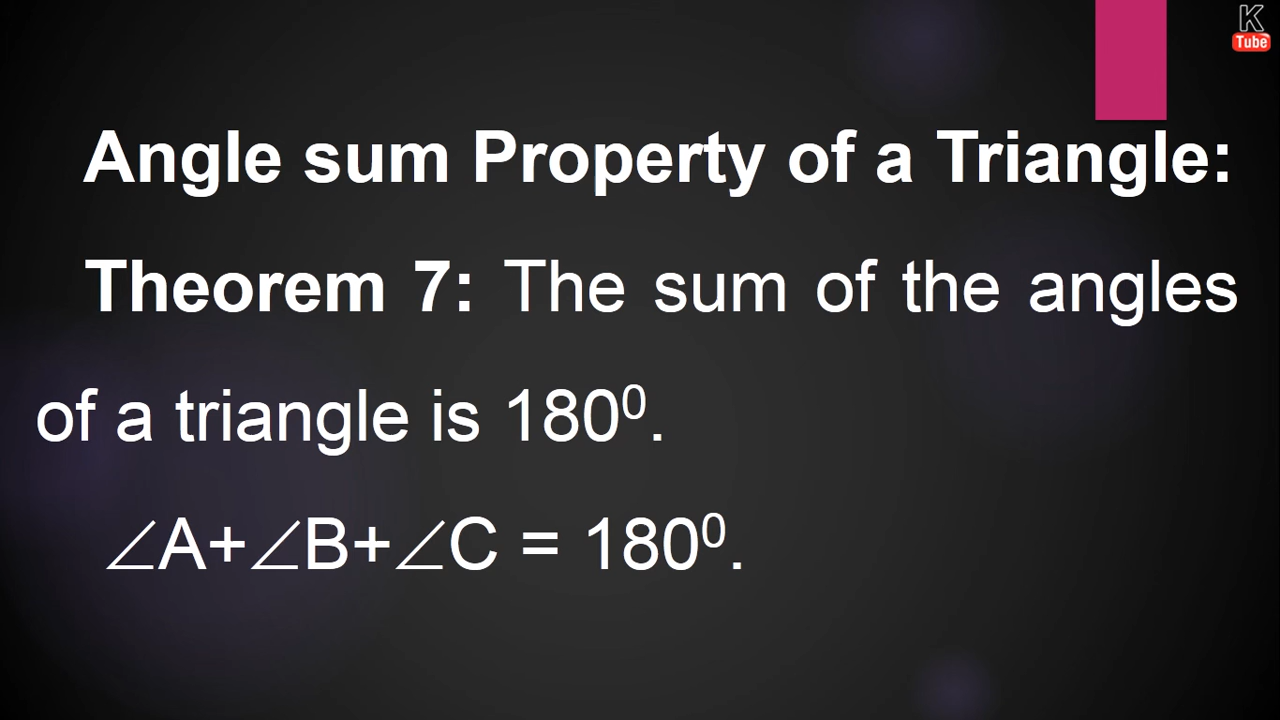 K
Tube
Angle sum Property of a Triangle:
Theorem 7: The sum of the angles
of a triangle is 180⁰.
∠A+∠B+∠C = 180⁰.